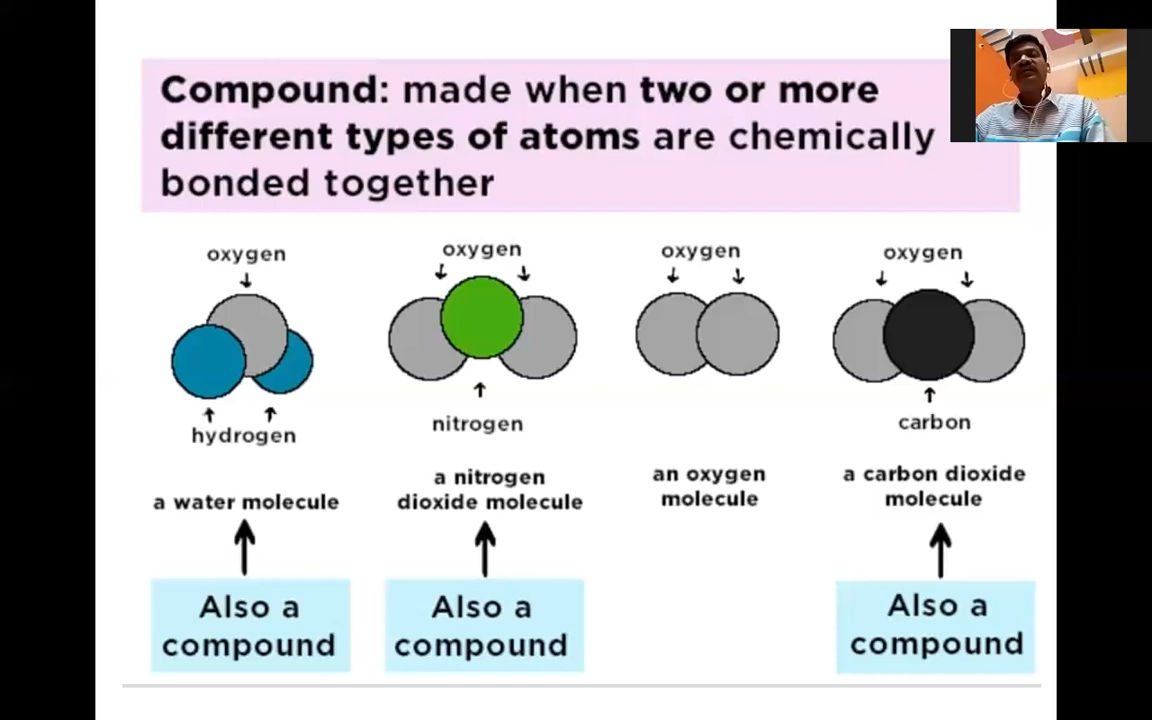 Compound: made when two or more
different types of atoms are chemically
bonded together
oxygen
hydrogen
a water molecule
Also a
compound
oxygen
nitrogen
a nitrogen
dioxide molecule
Also a
compound
oxygen
an oxygen
molecule
oxygen
carbon
a carbon dioxide
molecule
Also a
compound